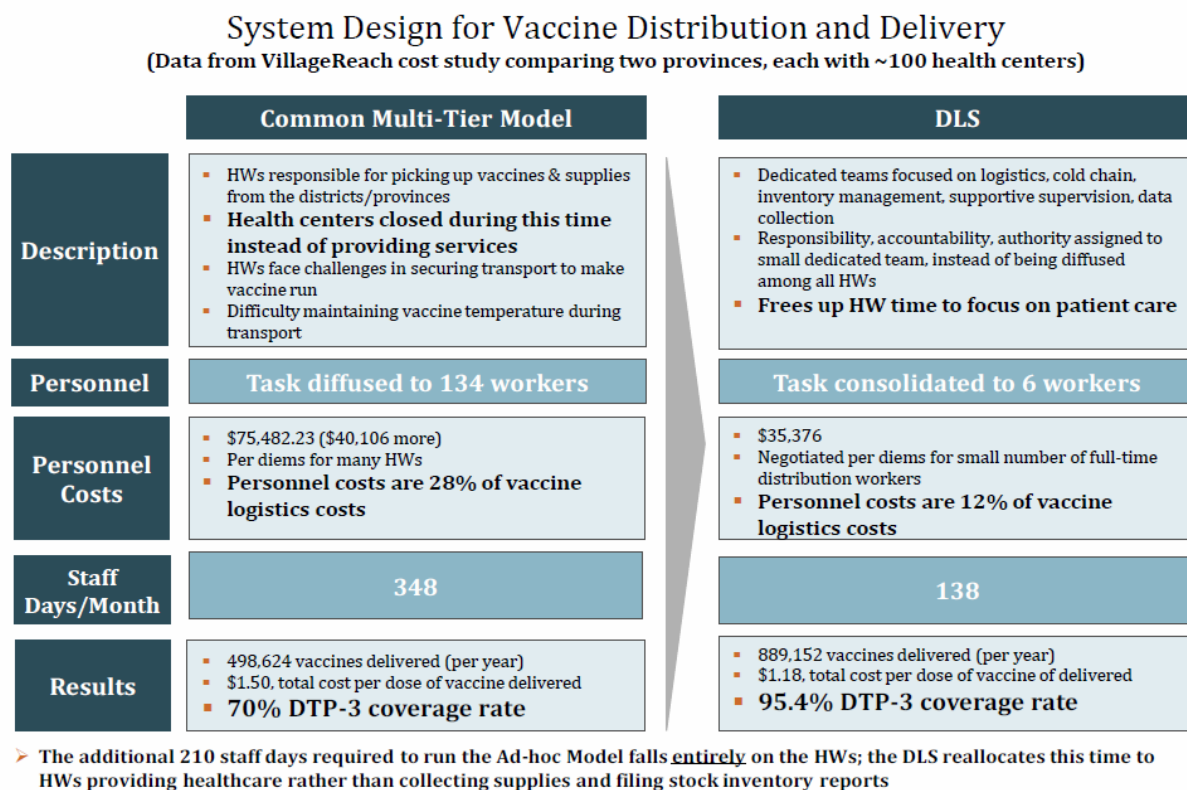 System Design for Vaccine Distribution and Delivery
(Data from VillageReach cost study comparing two provinces, each with ~100 health centers)
Common Multi-Tier Model
DLS
Description
▪ HWs responsible for picking up vaccines & supplies
from the districts/provinces
▪ Health centers closed during this time
instead of providing services
▪ HWs face challenges in securing transport to make
vaccine run
▪ Difficulty maintaining vaccine temperature during
transport
▪ Dedicated teams focused on logistics, cold chain,
inventory management, supportive supervision, data
collection
▪ Responsibility, accountability, authority assigned to
small dedicated team, instead of being diffused
among all HWs
▪ Frees up HW time to focus on patient care
Personnel
Task diffused to 134 workers
Task consolidated to 6 workers
Personnel
Costs
▪ $75,482.23 ($40,106 more)
▪ Per diems for many HWs
▪ Personnel costs are 28% of vaccine
logistics costs
▪ $35,376
▪ Negotiated per diems for small number of full-time
distribution workers
▪ Personnel costs are 12% of vaccine
logistics costs
Staff
Days/Month
348
138
Results
▪ 498,624 vaccines delivered (per year)
▪ $1.50, total cost per dose of vaccine delivered
▪ 70% DTP-3 coverage rate
▪ 889,152 vaccines delivered (per year)
▪ $1.18, total cost per dose of vaccine of delivered
▪ 95.4% DTP-3 coverage rate
➢ The additional 210 staff days required to run the Ad-hoc Model falls entirely on the HWs; the DLS reallocates this time to
HWs providing healthcare rather than collecting supplies and filing stock inventory reports